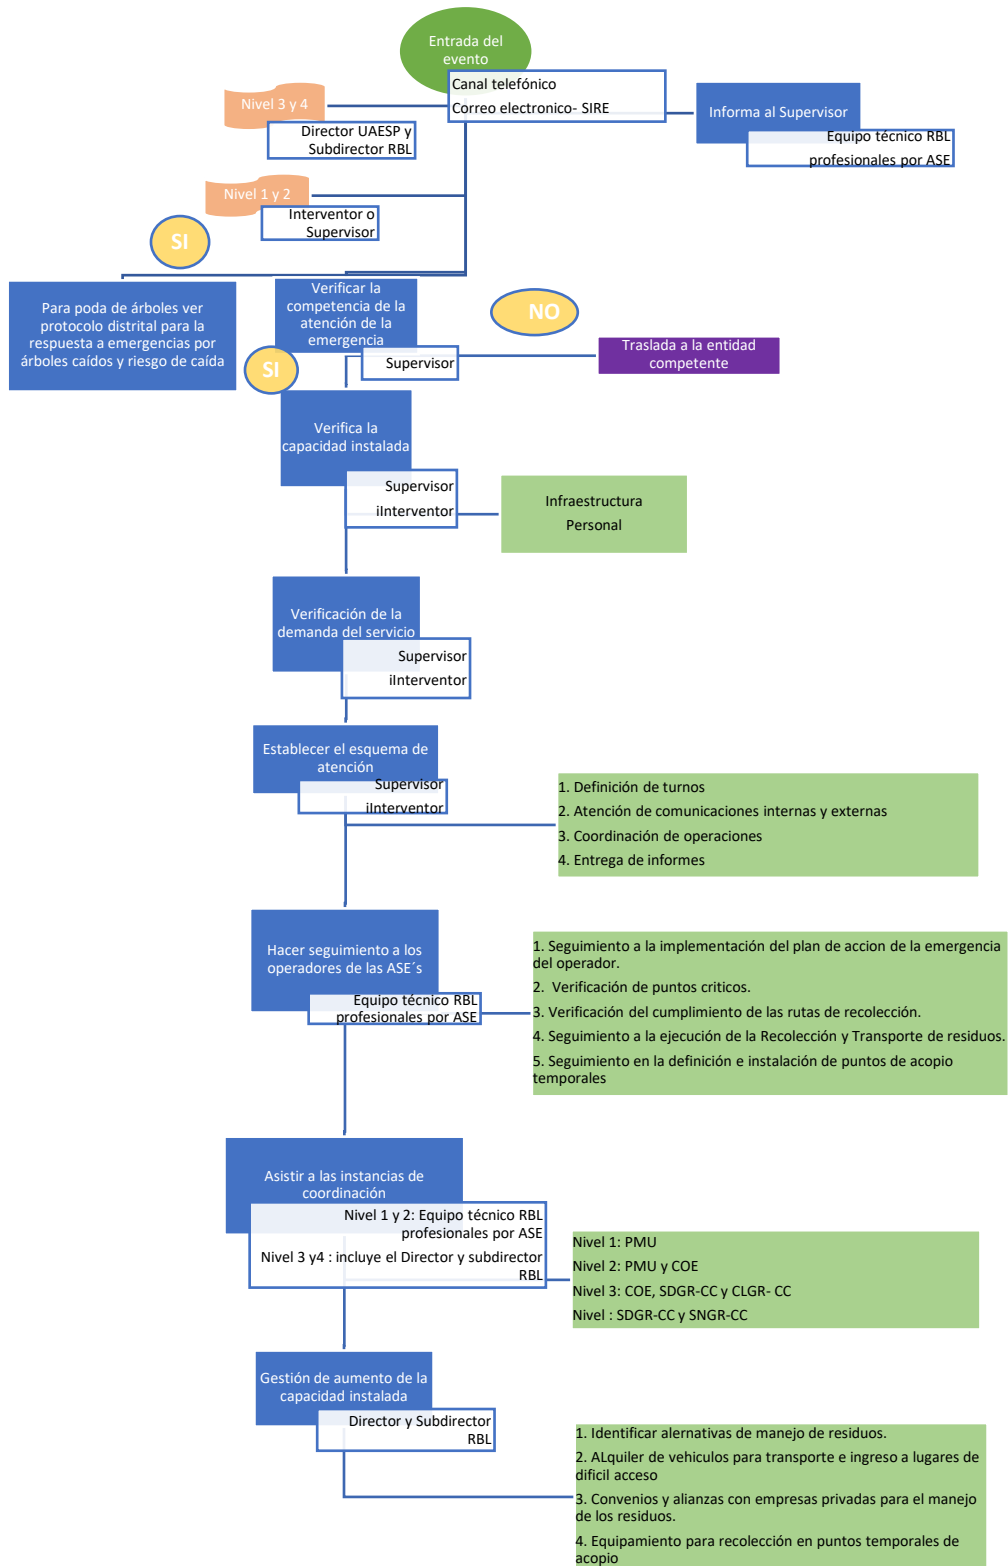 Entrada del
evento
Canal telefónico
Correo electronico- SIRE
Nivel 3 y 4
Director UAESP y
Subdirector RBL
Informa al Supervisor
Equipo técnico RBL
profesionales por ASE
Nivel 1 y 2
Interventor o
Supervisor
SI
Para poda de árboles ver
protocolo distrital para la
respuesta a emergencias por
árboles caídos y riesgo de caída
Verificar la
competencia de la
atención de la
emergencia
Supervisor
NO
Traslada a la entidad
competente
SI
Verifica la
capacidad instalada
Supervisor
iInterventor
Infraestructura
Personal
Verificación de la
demanda del servicio
Supervisor
iInterventor
Establecer el esquema de
atención
Supervisor
iInterventor
1. Definición de turnos
2. Atención de comunicaciones internas y externas
3. Coordinación de operaciones
4. Entrega de informes
Hacer seguimiento a los
operadores de las ASE´s
Equipo técnico RBL
profesionales por ASE
1. Seguimiento a la implementación del plan de accion de la emergencia
del operador.
2.  Verificación de puntos criticos.
3. Verificación del cumplimiento de las rutas de recolección.
4. Seguimiento a la ejecución de la Recolección y Transporte de residuos.
5. Seguimiento en la definición e instalación de puntos de acopio
temporales
Asistir a las instancias de
coordinación
Nivel 1 y 2: Equipo técnico RBL
profesionales por ASE
Nivel 3 y4 : incluye el Director y subdirector
RBL
Nivel 1: PMU
Nivel 2: PMU y COE
Nivel 3: COE, SDGR-CC y CLGR- CC
Nivel : SDGR-CC y SNGR-CC
Gestión de aumento de la
capacidad instalada
Director y Subdirector
RBL
1. Identificar alernativas de manejo de residuos.
2. ALquiler de vehiculos para transporte e ingreso a lugares de
dificil acceso
3. Convenios y alianzas con empresas privadas para el manejo
de los residuos.
4. Equipamiento para recolección en puntos temporales de
acopio